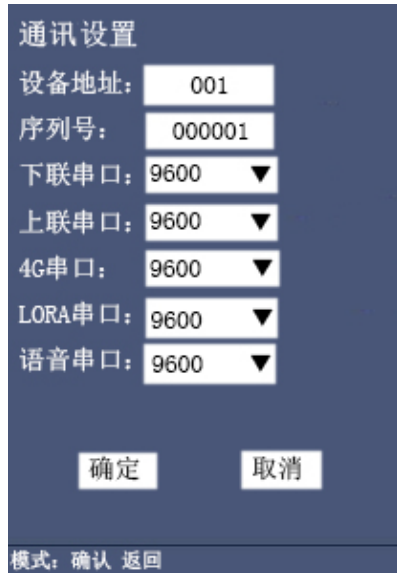 通讯设置
设备地址： 001
序列号： 000001
下联串口： 9600 ▼
上联串口： 9600 ▼
4G串口： 9600 ▼
LORA串口： 9600 ▼
语音串口： 9600 ▼
确定 取消
模式： 确认 返回